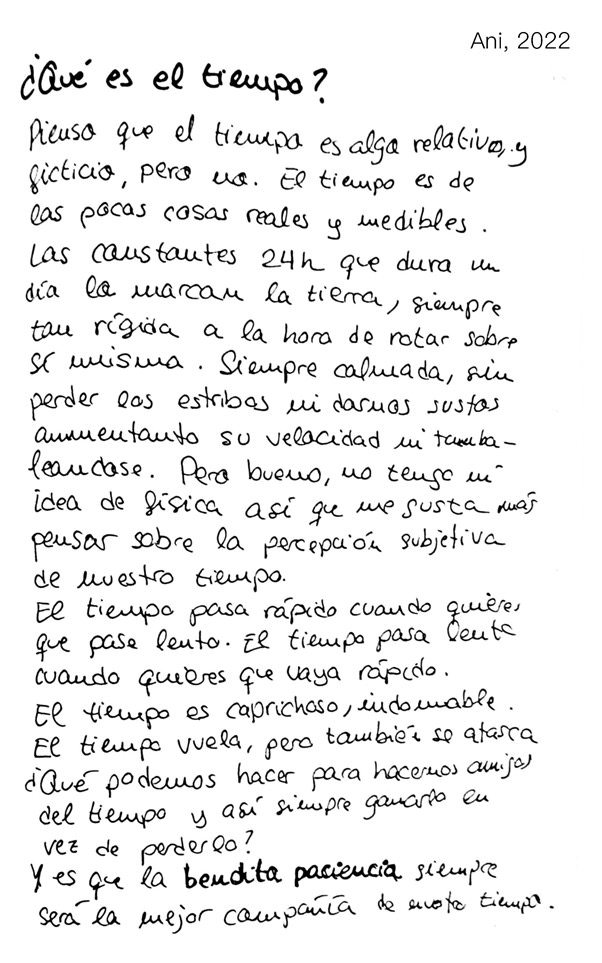 Ani, 2022
¿Qué es el tiempo?
Pienso que el tiempo es algo relativo, y
ficticio, pero no. El tiempo es de
las pocas cosas reales y medibles.
Las constantes 24h que dura un
día la marcan la tierra, siempre
tan rígida a la hora de rotar sobre
sí misma. Siempre calmada, sin
perder los estribos ni darnos sustos
aunmentanto su velocidad ni tamba-
leandose. Pero bueno, no tengo ni
idea de física así que me gusta más
pensar sobre la percepción subjetiva
de nuestro tiempo.
El tiempo pasa rápido cuando quieres
que pase lento. El tiempo pasa lento
cuando quieres que vaya rápido.
El tiempo es caprichoso, indomable.
El tiempo vuela, pero también se atasca
¿Qué podemos hacer para hacernos amigos
del tiempo y así siempre ganarlo en
vez de perderlo?
Y es que la bendita paciencia siempre
será la mejor compañía de tiempo.